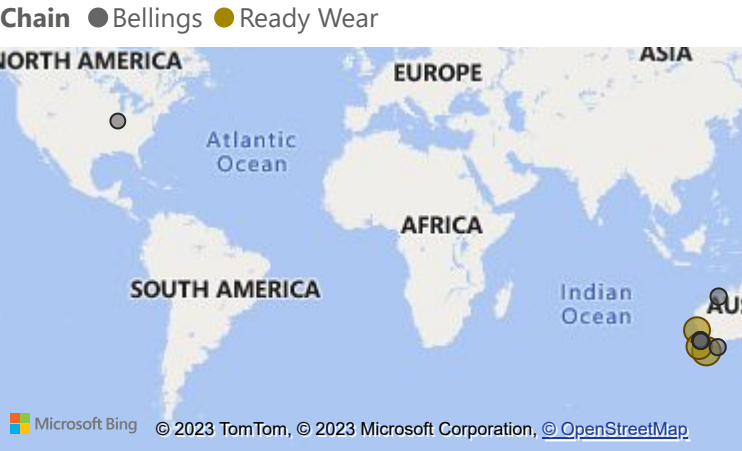 Chain Bellings Ready Wear
NORTH AMERICA
ASIA
EUROPE
Atlantic
Ocean
AFRICA
SOUTH AMERICA
Indian
Ocean
AUS
Microsoft Bing
© 2023 TomTom, © 2023 Microsoft Corporation, © OpenStreetMap